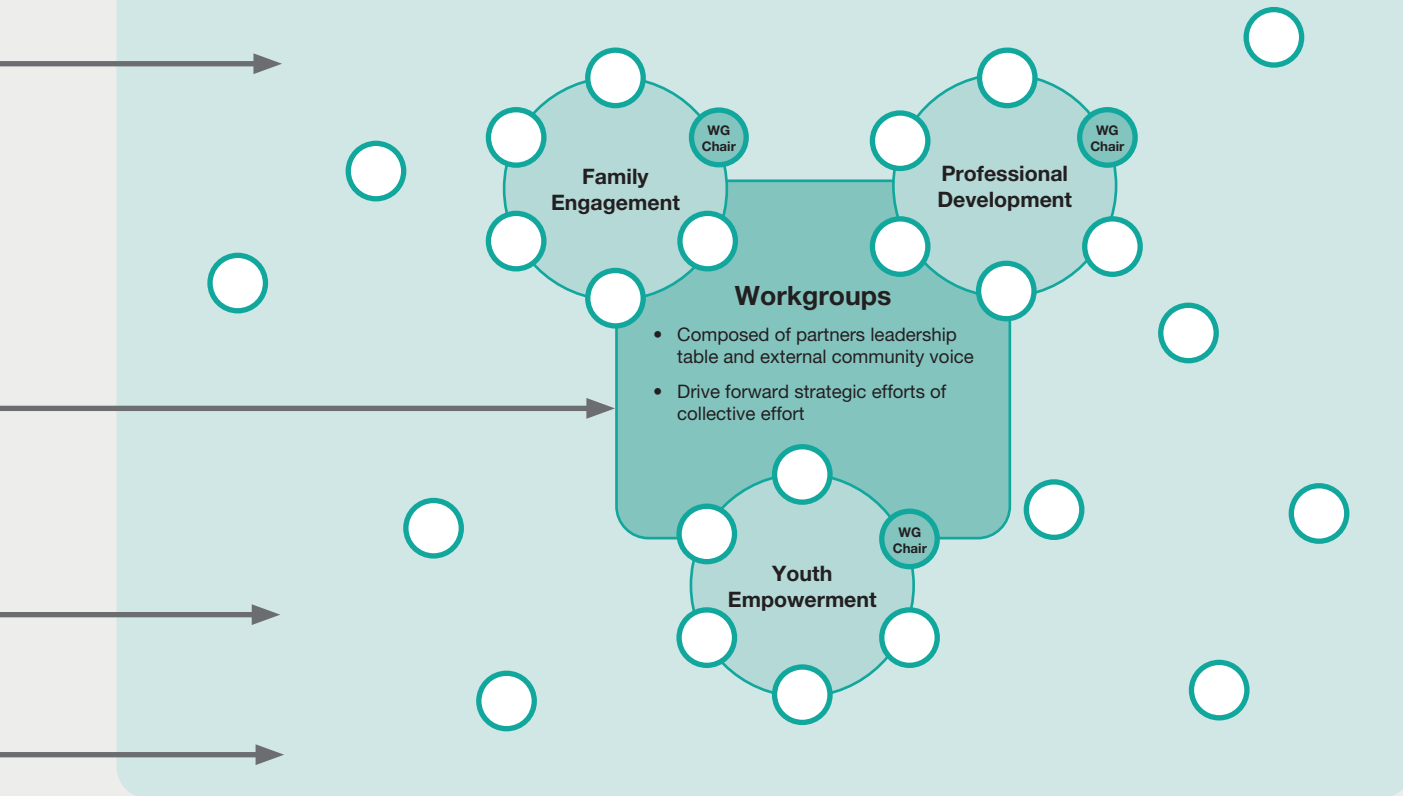 WG
Chair
Family
Engagement
WG
Chair
Professional
Development
Workgroups
• Composed of partners leadership
table and external community voice
• Drive forward strategic efforts of
collective effort
WG
Chair
Youth
Empowerment